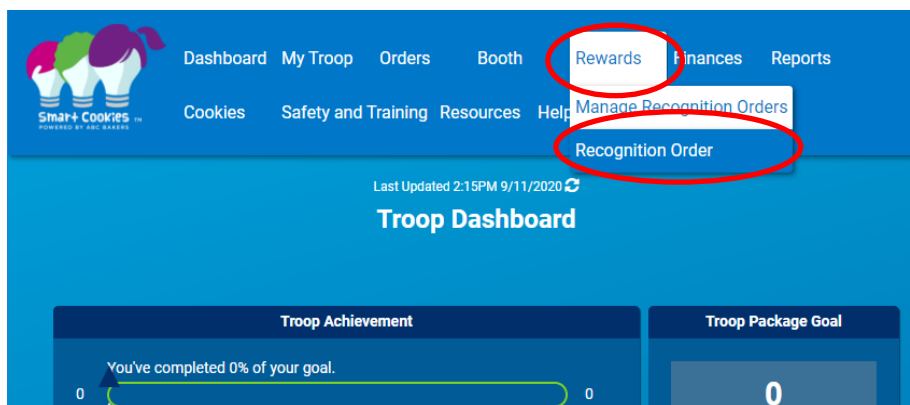 Dashboard My Troop Orders Booth Rewards Finances Reports
Smart Cookies TM
POWERED BY ABC BAKERS
Cookies Safety and Training Resources Help Manage Recognition Orders
Recognition Order
Last Updated 2:15PM 9/11/2020
Troop Dashboard
Troop Achievement
Troop Package Goal
You've completed 0% of your goal.
0
0
0